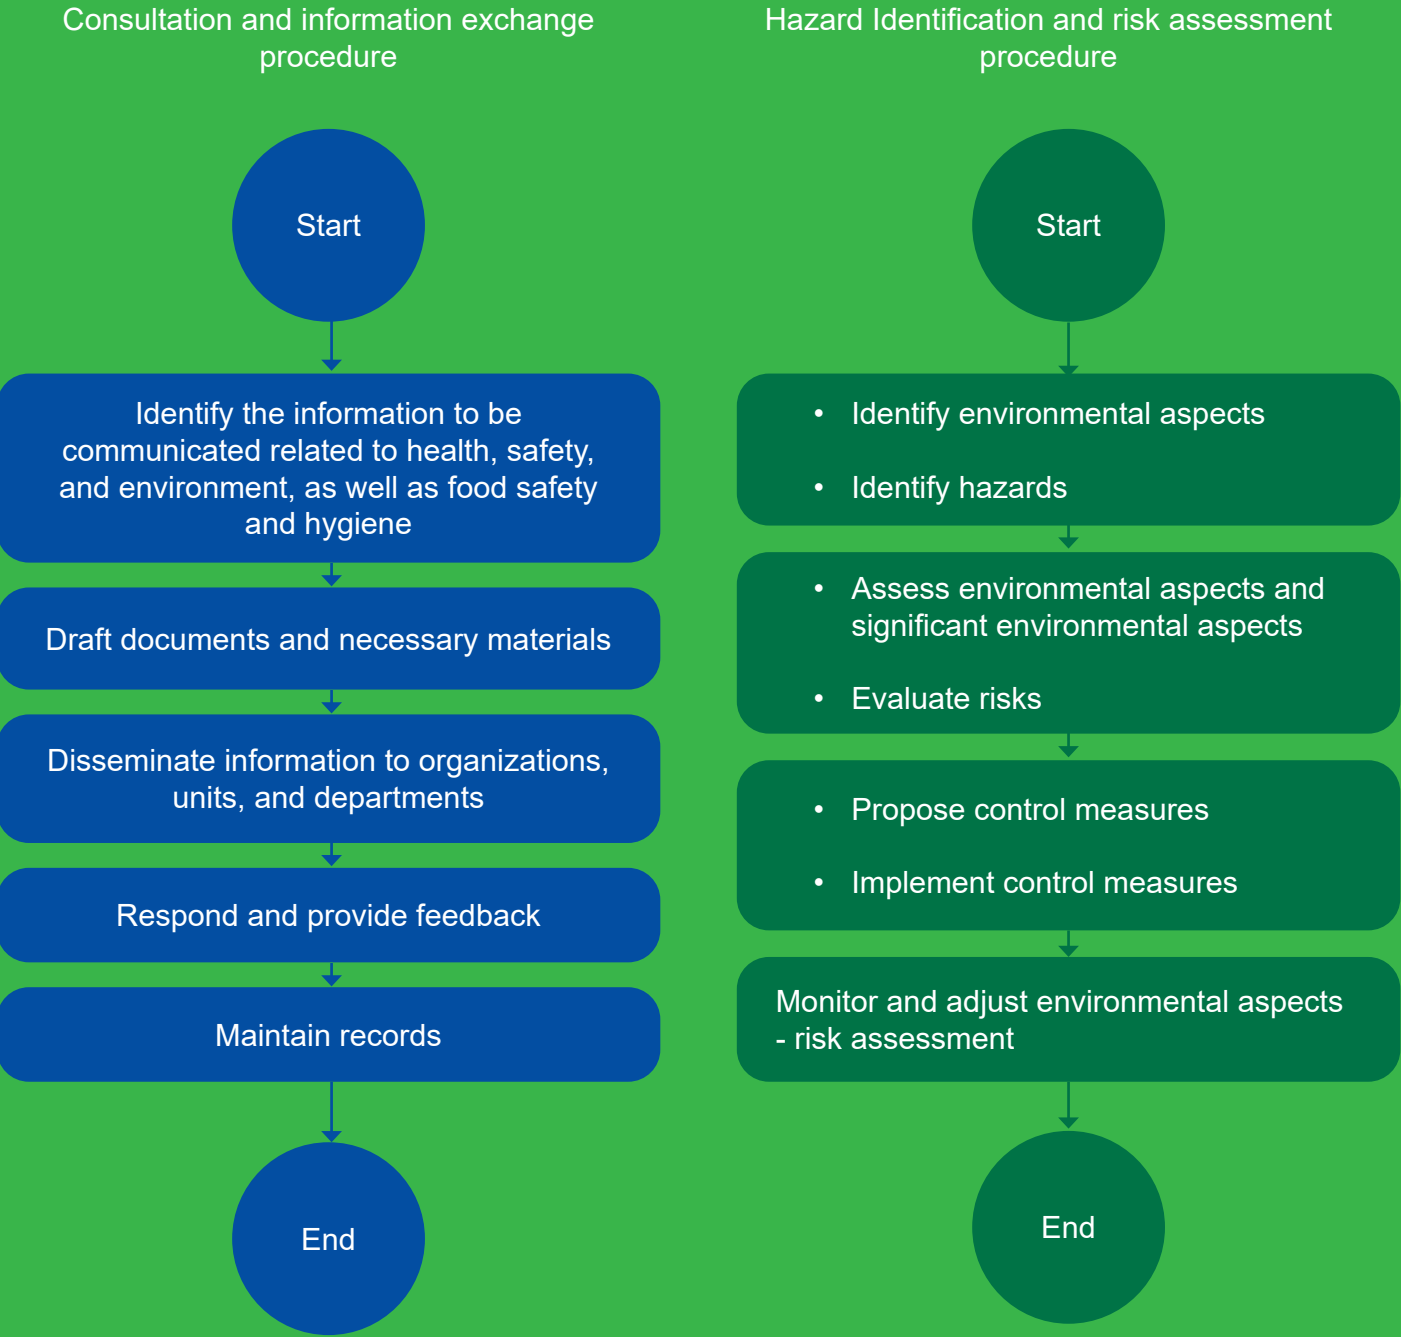 Consultation and information exchange
procedure
Start
Identify the information to be
communicated related to health, safety,
and environment, as well as food safety
and hygiene
Draft documents and necessary materials
Disseminate information to organizations,
units, and departments
Respond and provide feedback
Maintain records
End
Hazard Identification and risk assessment
procedure
Start
• Identify environmental aspects
• Identify hazards
• Assess environmental aspects and
significant environmental aspects
• Evaluate risks
• Propose control measures
• Implement control measures
Monitor and adjust environmental aspects
- risk assessment
End